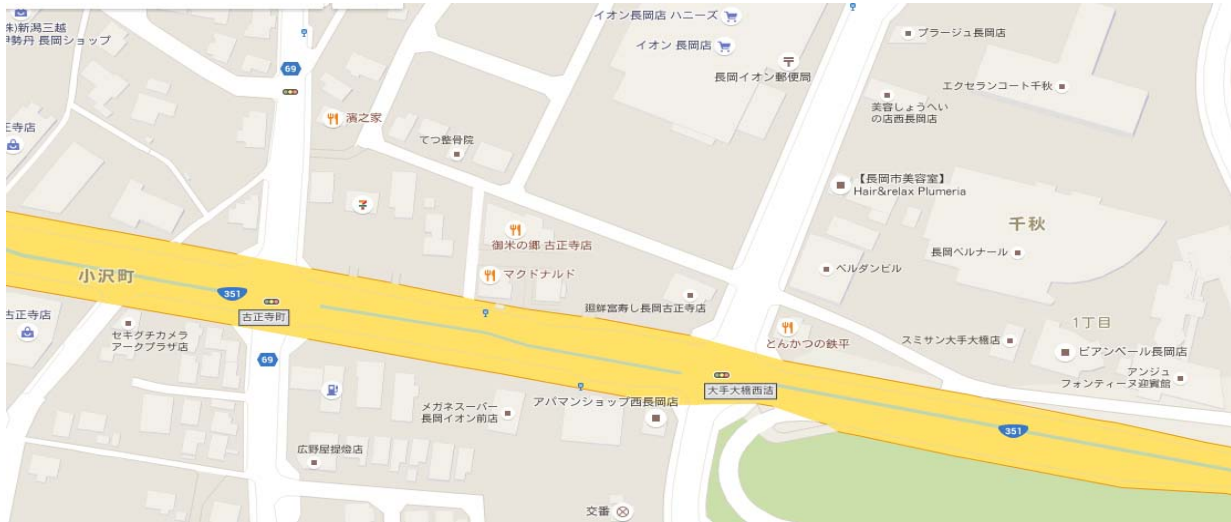 株)新潟三越
伊勢丹 長岡ショップ
69
濱之家
てつ整骨院
イオン長岡店 ハニーズ
イオン 長岡店
長岡イオン郵便局
プラージュ長岡店
エクセランコート千秋
美容しょうへい
の店西長岡店
正寺店
【長岡市美容室】
Hair&relax Plumeria
千秋
長岡ベルナール
御米の郷 古正寺店
マクドナルド
ベルダンビル
小沢町
351
古正寺町
廻鮮富寿し長岡古正寺店
古正寺店
セキグチカメラ
アークプラザ店
69
とんかつの鉄平
スミサン大手大橋店
1丁目
ビアンベール長岡店
アンジュ
フォンティーヌ迎賓館
大手大橋西詰
メガネスーパー
長岡イオン前店
アパマンショップ西長岡店
351
広野屋提燈店
交番